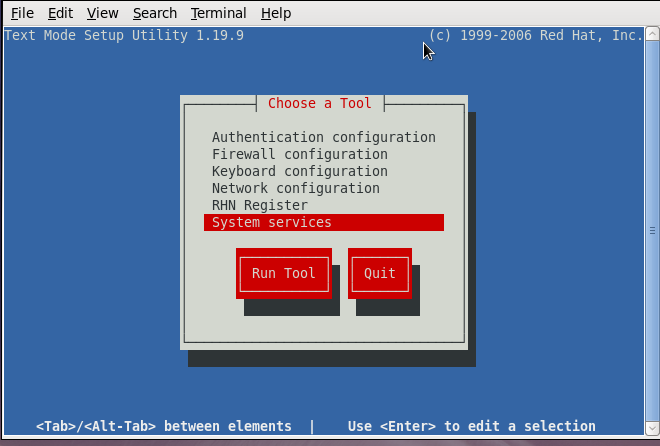 File Edit View Search Terminal Help
Text Mode Setup Utility 1.19.9 (c) 1999-2006 Red Hat, Inc.
Choose a Tool
Authentication configuration
Firewall configuration
Keyboard configuration
Network configuration
RHN Register
System services
Run Tool Quit
<Tab>/<Alt-Tab> between elements | Use <Enter> to edit a selection